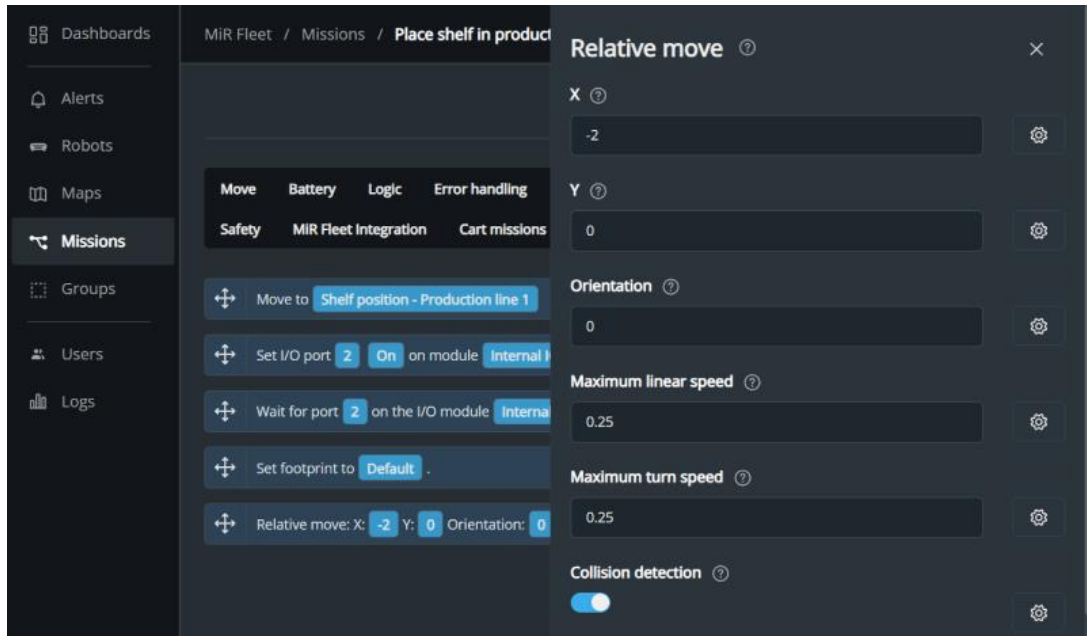 Dashboards
Alerts
Robots
Maps
Missions
Groups
Users
Logs
MiR Fleet / Missions / Place shelf in product
Move Battery Logic Error handling
Safety MiR Fleet Integration Cart missions
Move to Shelf position - Production line 1
Set I/O port 2 On on module Internal I
Wait for port 2 on the I/O module Interna
Set footprint to Default .
Relative move: X: -2 Y: 0 Orientation: 0
Relative move
X
-2
Y
0
Orientation
0
Maximum linear speed
0.25
Maximum turn speed
0.25
Collision detection